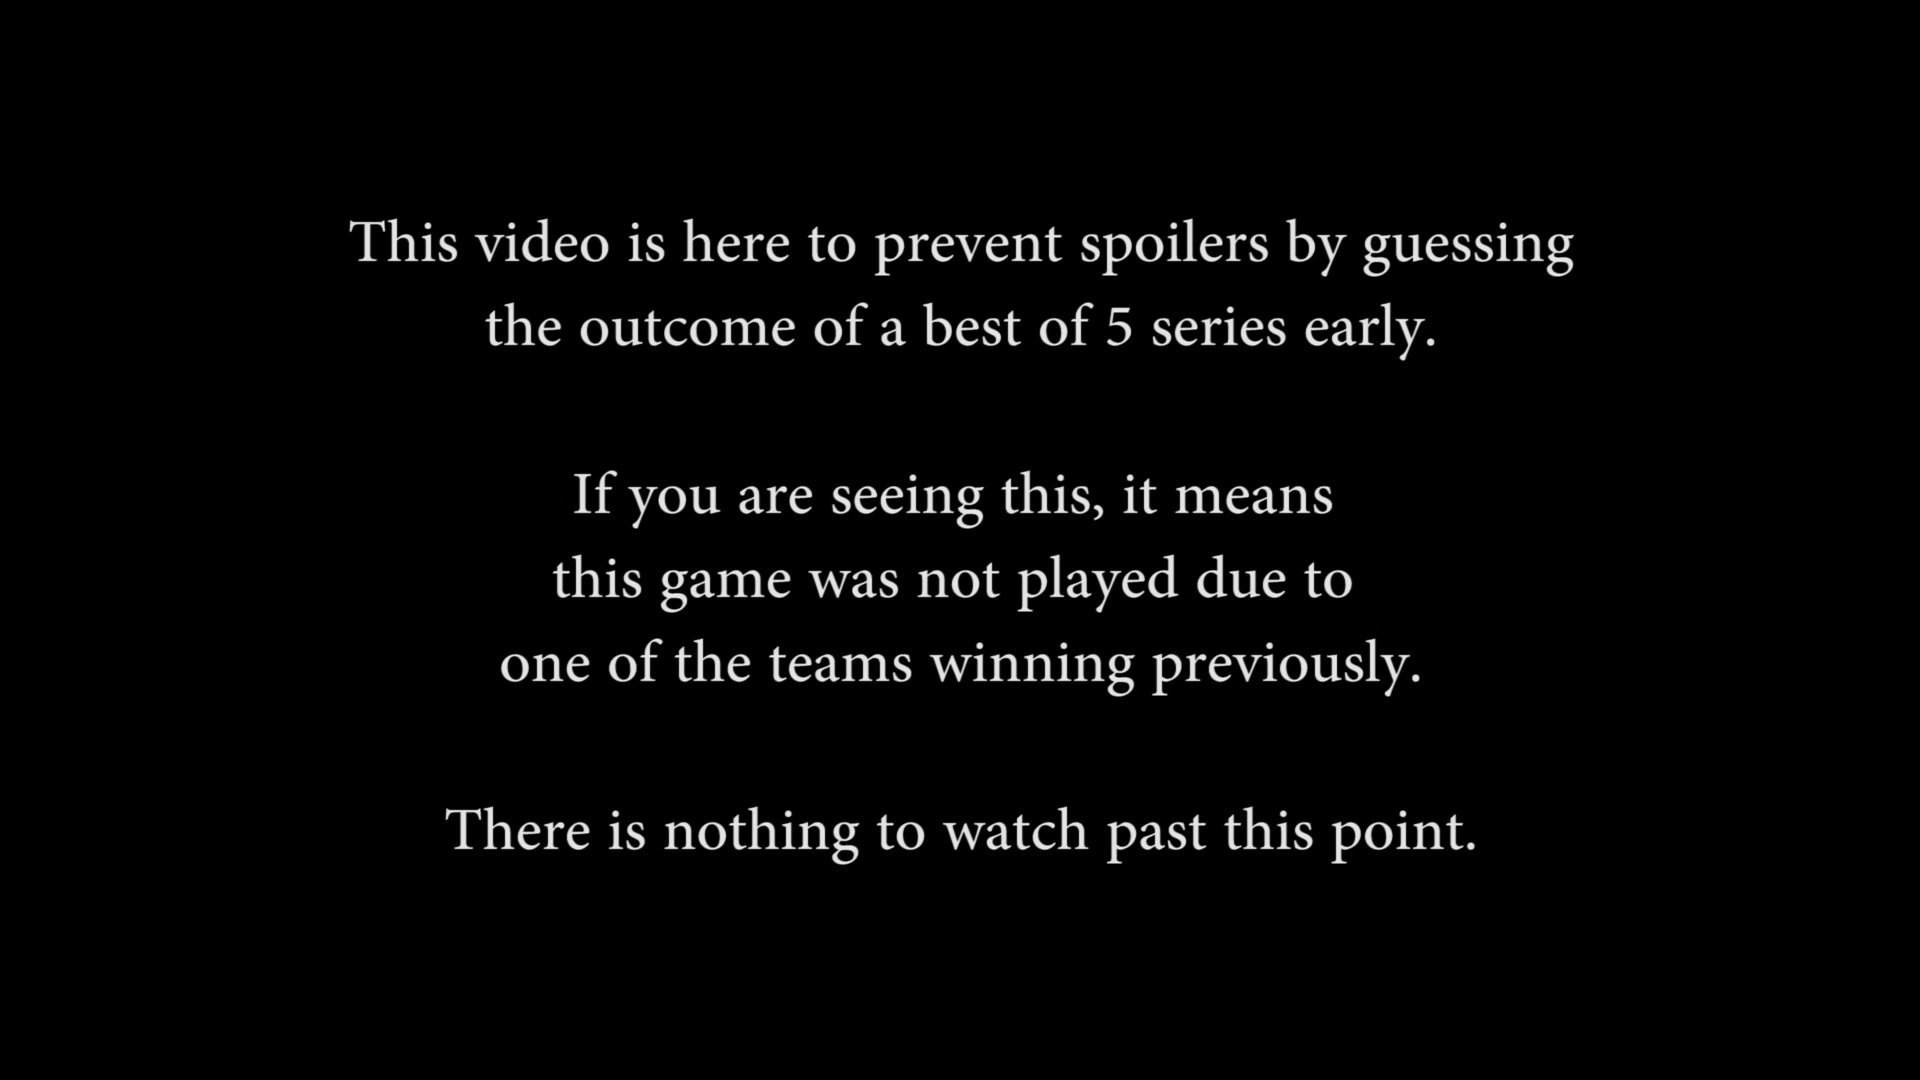 This video is here to prevent spoilers by guessing
the outcome of a best of 5 series early.
If you are seeing this, it means
this game was not played due to
one of the teams winning previously.
There is nothing to watch past this point.